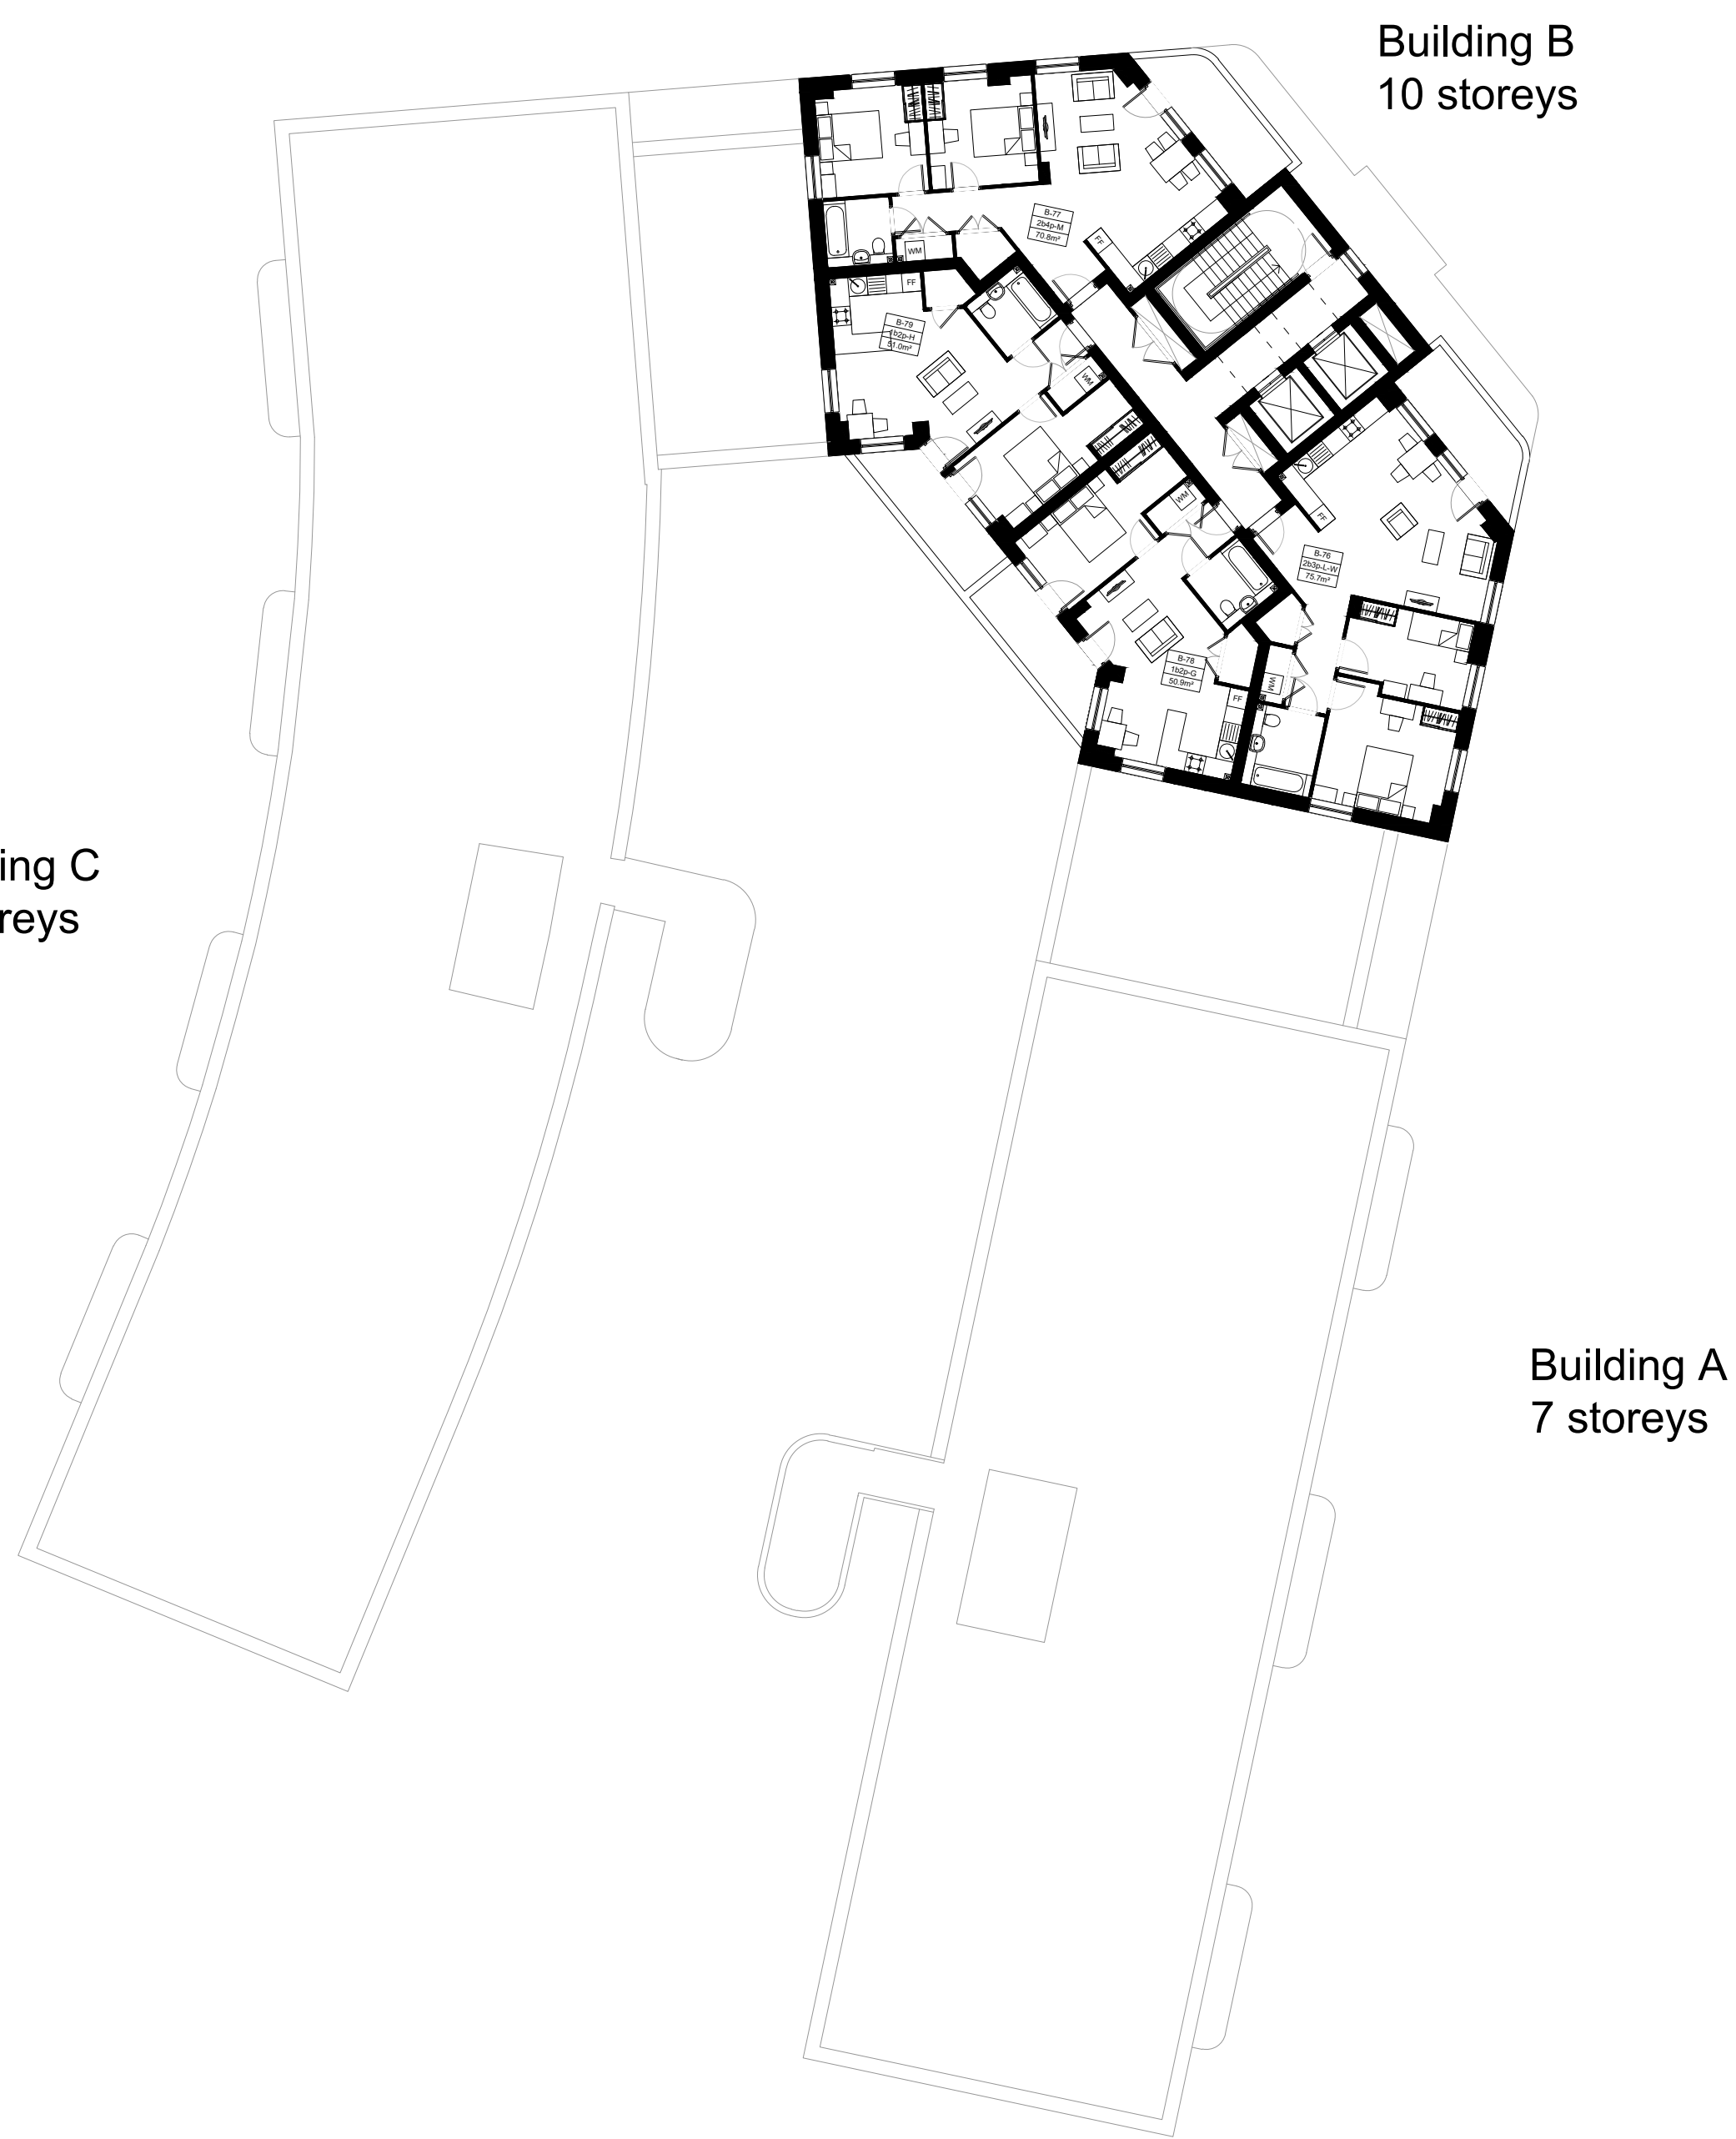 Building B
10 storeys
B-77
2b4p-M
70.8m²
FF
WM
FF
B-79
1b2p-H
51.0m²
WM
WM
FF
B-76
2b3p-L-W
75.7m²
B-78
1b2p-G
50.9m²
WM
FF
ing C
reys
Building A
7 storeys